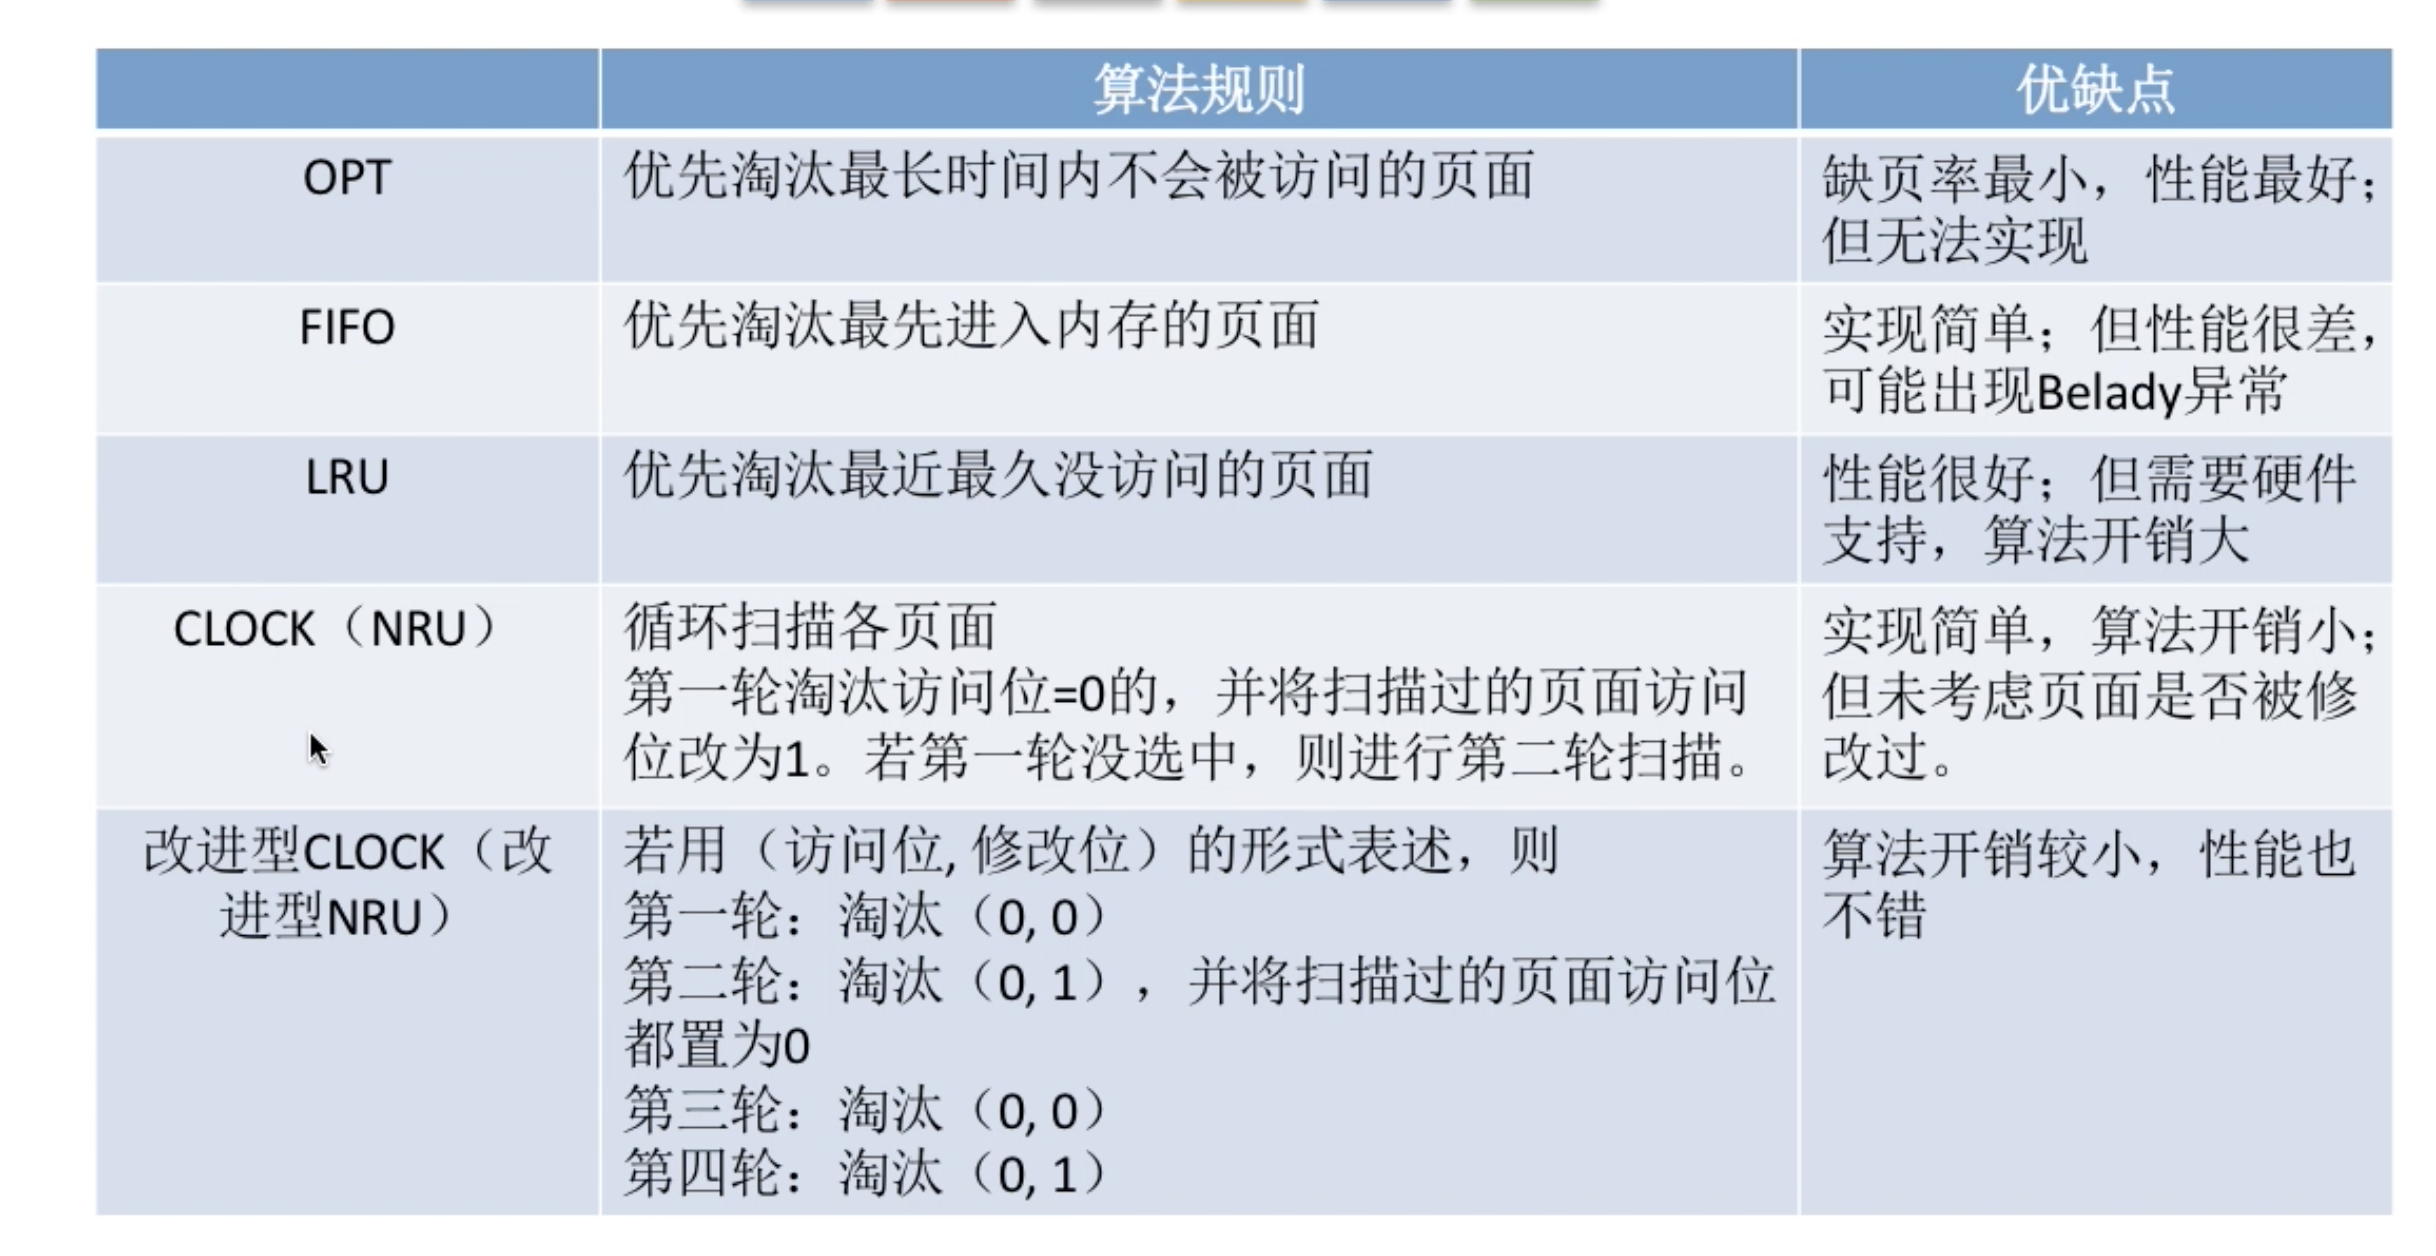 算法规则
优缺点
OPT
优先淘汰最长时间内不会被访问的页面
缺页率最小，性能最好；
但无法实现
FIFO
优先淘汰最先进入内存的页面
实现简单；但性能很差，
可能出现Belady异常
LRU
优先淘汰最近最久没访问的页面
性能很好；但需要硬件
支持，算法开销大
CLOCK（NRU）
循环扫描各页面
第一轮淘汰访问位=0的，并将扫描过的页面访问
位改为1。若第一轮没选中，则进行第二轮扫描。
实现简单，算法开销小；
但未考虑页面是否被修
改过。
改进型CLOCK（改
进型NRU）
若用（访问位, 修改位）的形式表述，则
第一轮：淘汰（0, 0）
第二轮：淘汰（0, 1），并将扫描过的页面访问位
都置为0
第三轮：淘汰（0, 0）
第四轮：淘汰（0, 1）
算法开销较小，性能也
不错